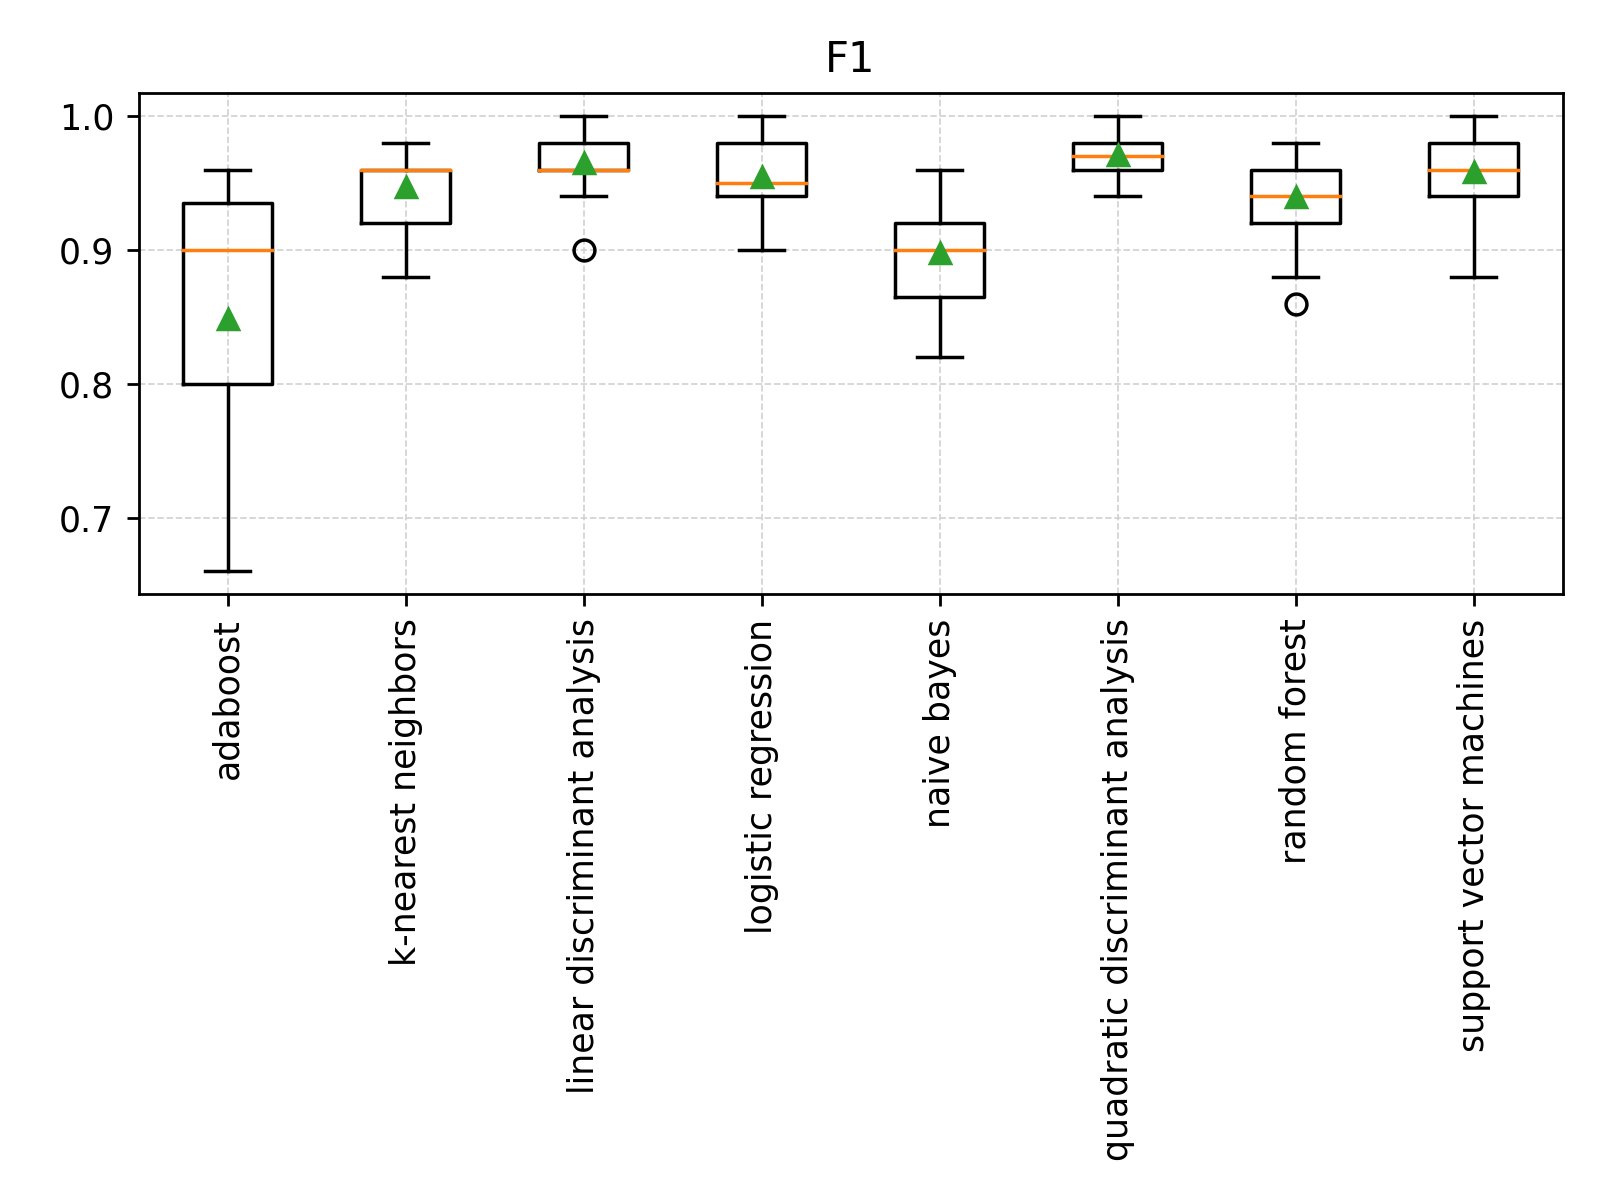 F1
1.0
0.9
0.8
0.7
adaboost
k-nearest neighbors
linear discriminant analysis
logistic regression
naive bayes
quadratic discriminant analysis
random forest
support vector machines